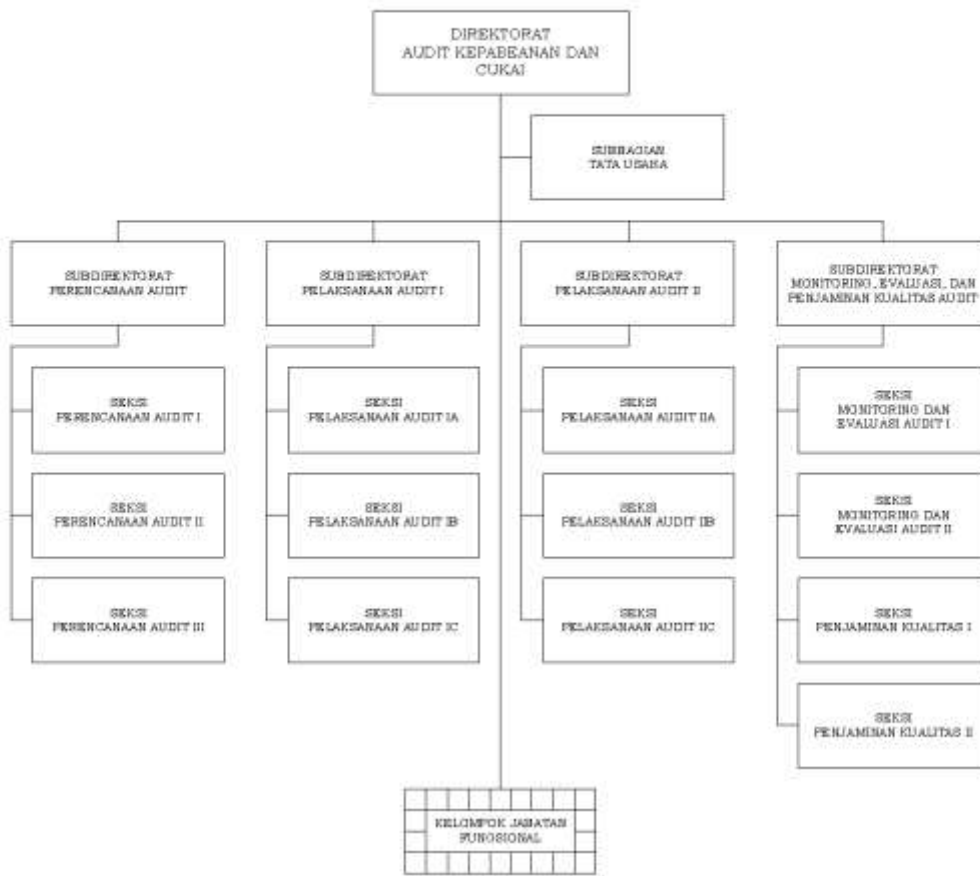 DIREKTORAT
AUDIT KEPABEANAN DAN
CUKAI
SUBBAGIAN
TATA USAHA
SUBDIREKTORAT
PERENCANAAN AUDIT
SUBDIREKTORAT
PELAKSANAAN AUDIT I
SUBDIREKTORAT
PELAKSANAAN AUDIT II
SUBDIREKTORAT
MONITORING, EVALUASI, DAN
PENJAMINAN KUALITAS AUDIT
SEKSI
PERENCANAAN AUDIT I
SEKSI
PELAKSANAAN AUDIT IA
SEKSI
PELAKSANAAN AUDIT IIA
SEKSI
MONITORING DAN
EVALUASI AUDIT I
SEKSI
PERENCANAAN AUDIT II
SEKSI
PELAKSANAAN AUDIT IB
SEKSI
PELAKSANAAN AUDIT IIB
SEKSI
MONITORING DAN
EVALUASI AUDIT II
SEKSI
PERENCANAAN AUDIT III
SEKSI
PELAKSANAAN AUDIT IC
SEKSI
PELAKSANAAN AUDIT IIC
SEKSI
PENJAMINAN KUALITAS I
SEKSI
PENJAMINAN KUALITAS II
KELOMPOK JABATAN
FUNGSIONAL